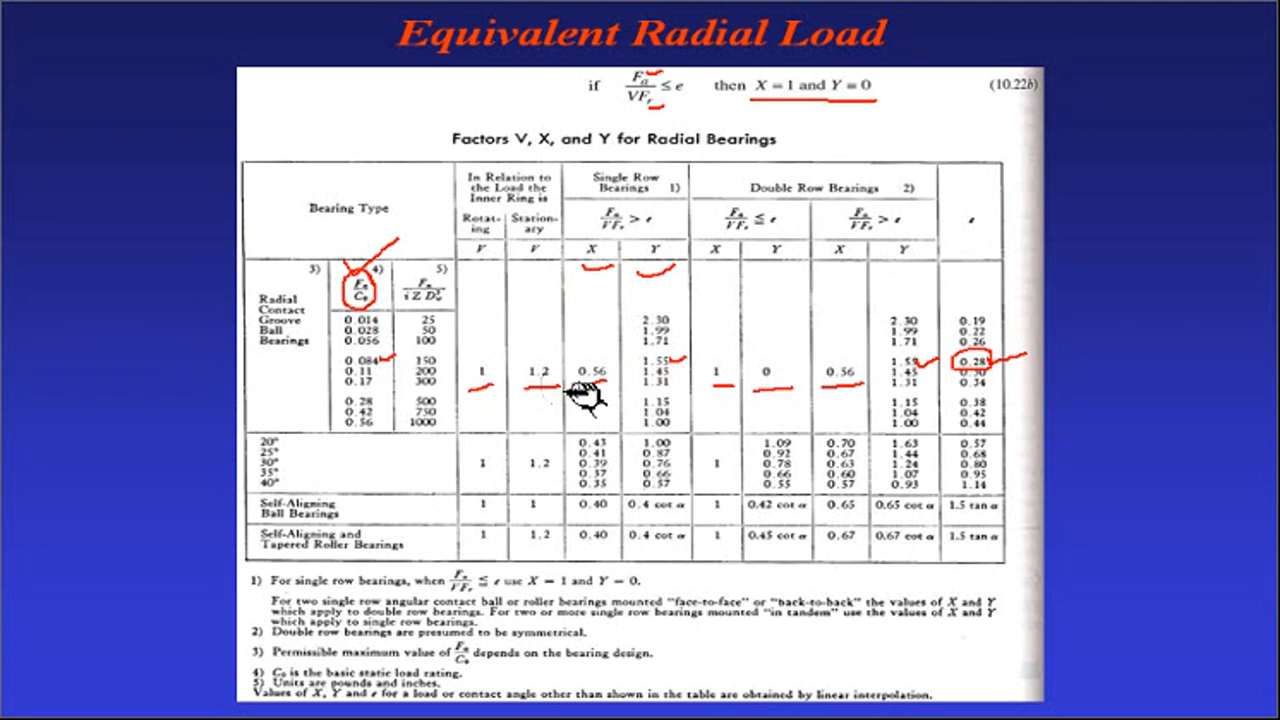 Equivalent Radial Load
if Fa/VFr ≤ e then X = 1 and Y = 0 (10.22b)
Factors V, X, and Y for Radial Bearings
Bearing Type
In Relation to the Load the Inner Ring is
Single Row Bearings 1)
Double Row Bearings 2)
e
Rotating
Stationary
Fa/VFr > e
Fa/VFr ≤ e
Fa/VFr > e
V V X Y X Y X Y
3) 4) 5)
Fa/C0
Fa/i Z D²w
Radial
Contact
Groove 0.014 25 2.30 2.30 0.19
Ball 0.028 50 1.99 1.99 0.22
Bearings 0.056 100 1.71 1.71 0.26
0.084 150 1.55 1.55 0.28
0.11 200 1 1.2 0.56 1.45 1 0 0.56 1.45 0.30
0.17 300 1.31 1.31 0.34
0.28 500 1.15 1.15 0.38
0.42 750 1.04 1.04 0.42
0.56 1000 1.00 1.00 0.44
20° 0.43 1.00 1.09 0.70 1.63 0.57
25° 0.41 0.87 0.92 0.67 1.44 0.68
30° 1 1.2 0.39 0.76 1 0.78 0.63 1.24 0.80
35° 0.37 0.66 0.66 0.60 1.07 0.95
40° 0.35 0.57 0.55 0.57 0.93 1.14
Self-Aligning
Ball Bearings 1 1 0.40 0.4 cot α 1 0.42 cot α 0.65 0.65 cot α 1.5 tan α
Self-Aligning and
Tapered Roller Bearings 1 1.2 0.40 0.4 cot α 1 0.45 cot α 0.67 0.67 cot α 1.5 tan α
1) For single row bearings, when Fa/VFr ≤ e use X = 1 and Y = 0.
For two single row angular contact ball or roller bearings mounted "face-to-face" or "back-to-back" the values of X and Y
which apply to double row bearings. For two or more single row bearings mounted "in tandem" use the values of X and Y
which apply to single row bearings.
2) Double row bearings are presumed to be symmetrical.
3) Permissible maximum value of Fa/C0 depends on the bearing design.
4) C0 is the basic static load rating.
5) Units are pounds and inches.
Values of X, Y and e for a load or contact angle other than shown in the table are obtained by linear interpolation.